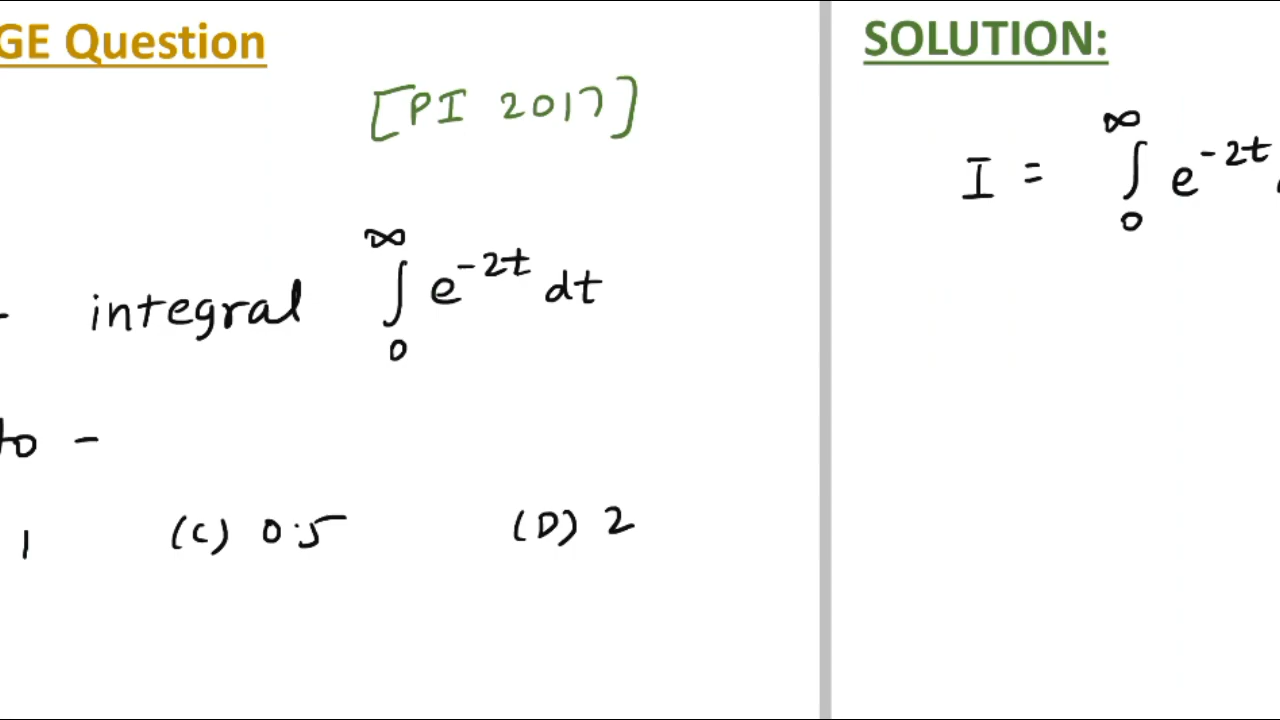 GE Question
[PI 2017]
- integral ∫₀^∞ e^{-2t} dt
to -
1 (C) 0.5 (D) 2
SOLUTION:
I = ∫₀^∞ e^{-2t}